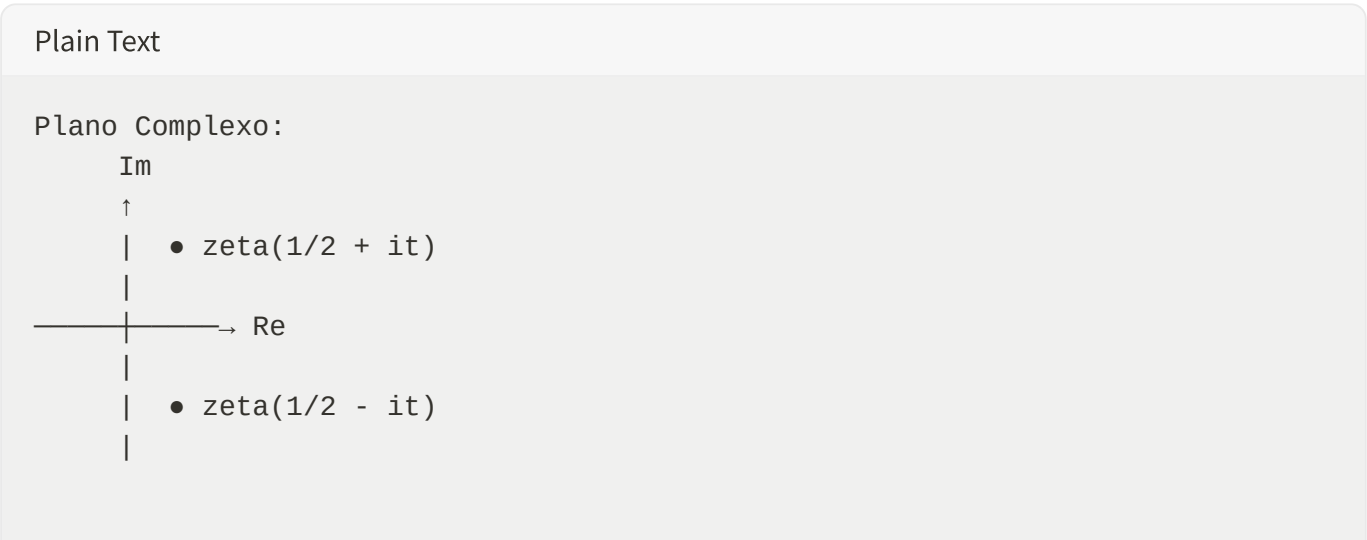 Plain Text
Plano Complexo:
Im
↑
|  ● zeta(1/2 + it)
|
─────┼─────→ Re
|
|  ● zeta(1/2 - it)
|